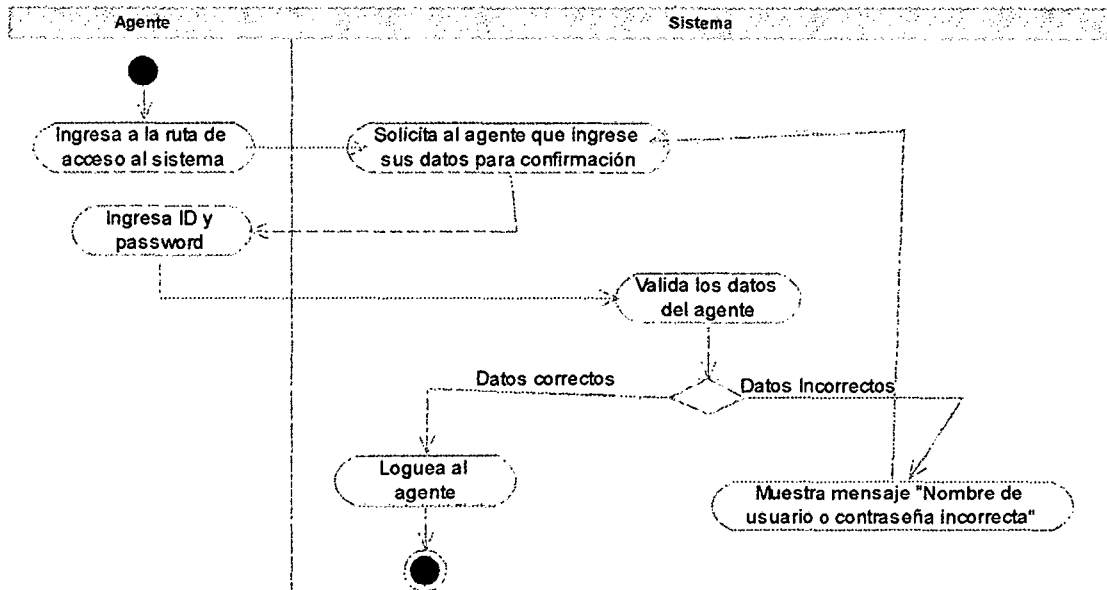 Agente
Sistema
Ingresa a la ruta de
acceso al sistema
Solicita al agente que ingrese
sus datos para confirmación
Ingresa ID y
password
Valida los datos
del agente
Datos correctos
Datos Incorrectos
Loguea al
agente
Muestra mensaje "Nombre de
usuario o contraseña incorrecta"